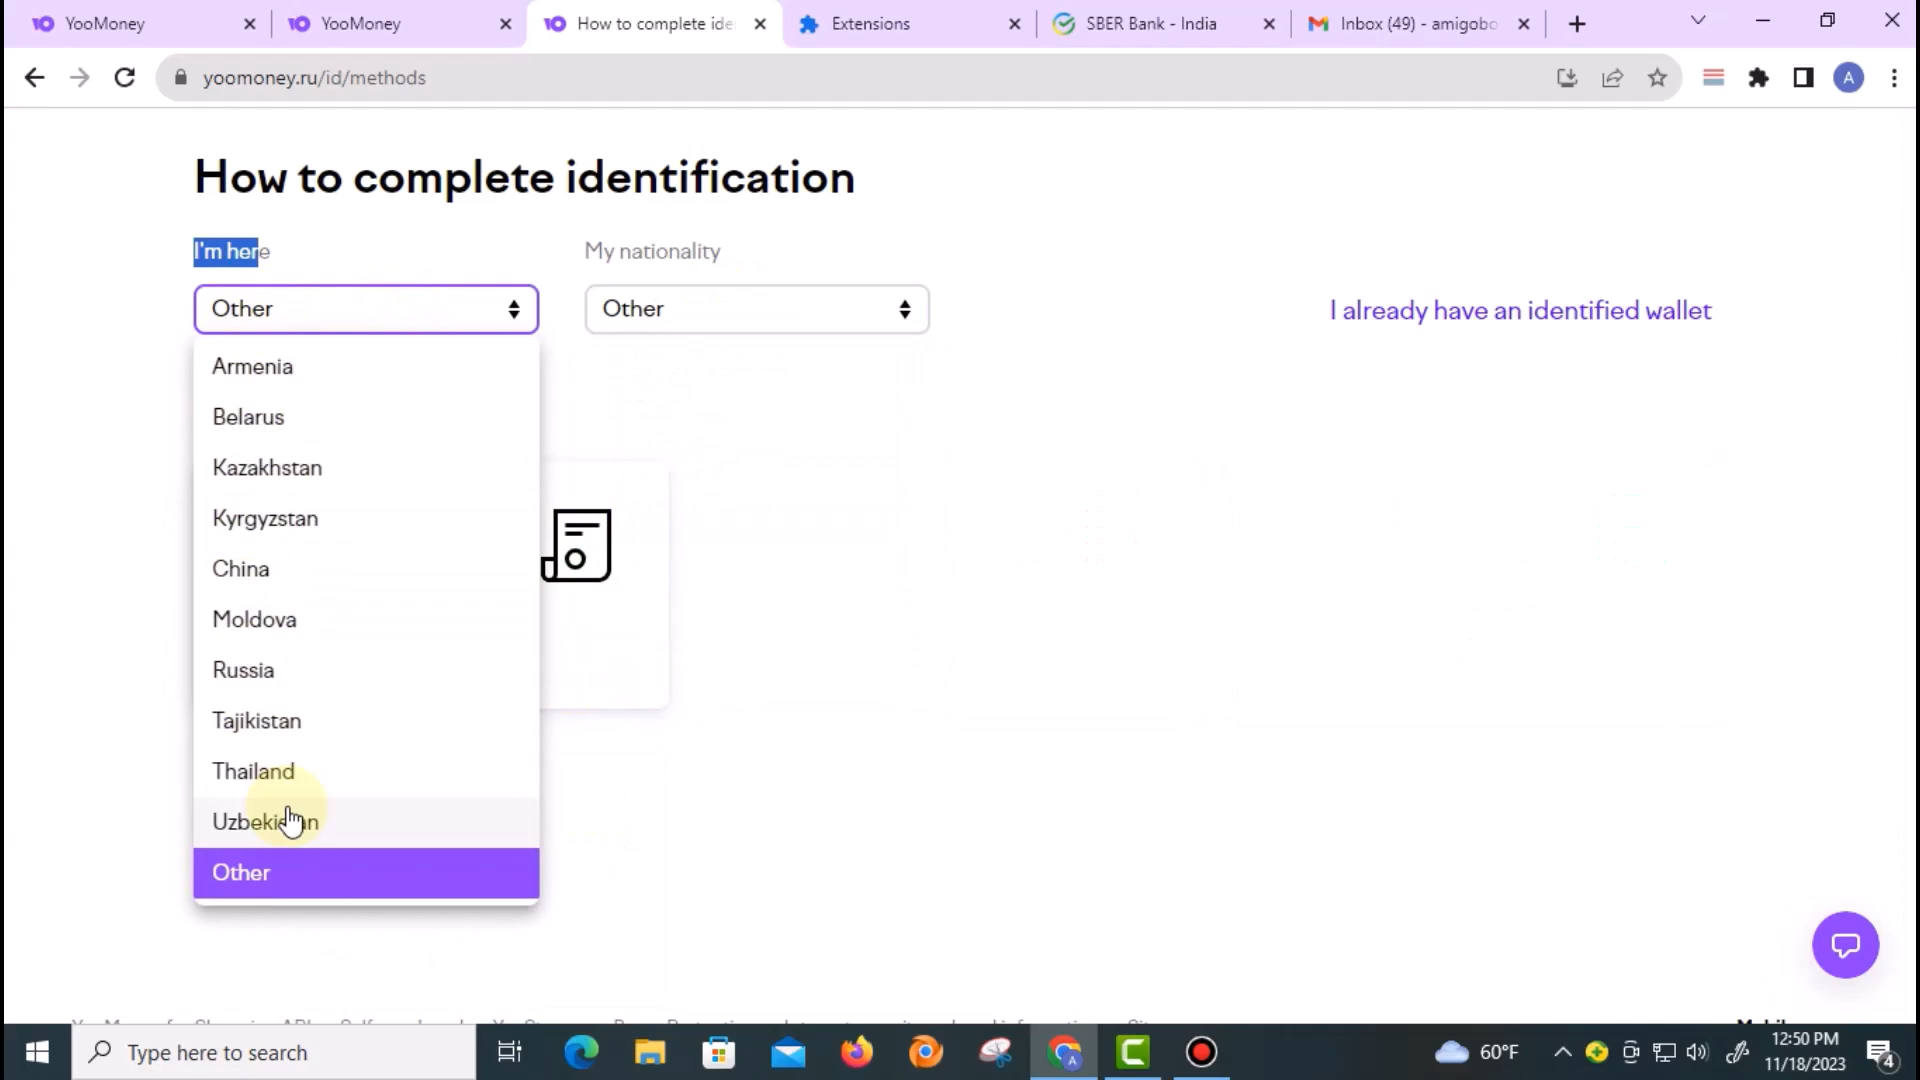 YooMoney
YooMoney
How to complete ide
Extensions
SBER Bank - India
Inbox (49) - amigobo
yoomoney.ru/id/methods
A
How to complete identification
I'm here
My nationality
Other
Other
I already have an identified wallet
Armenia
Belarus
Kazakhstan
Kyrgyzstan
China
Moldova
Russia
Tajikistan
Thailand
Uzbekistan
Other
Type here to search
60°F
12:50 PM
11/18/2023
4